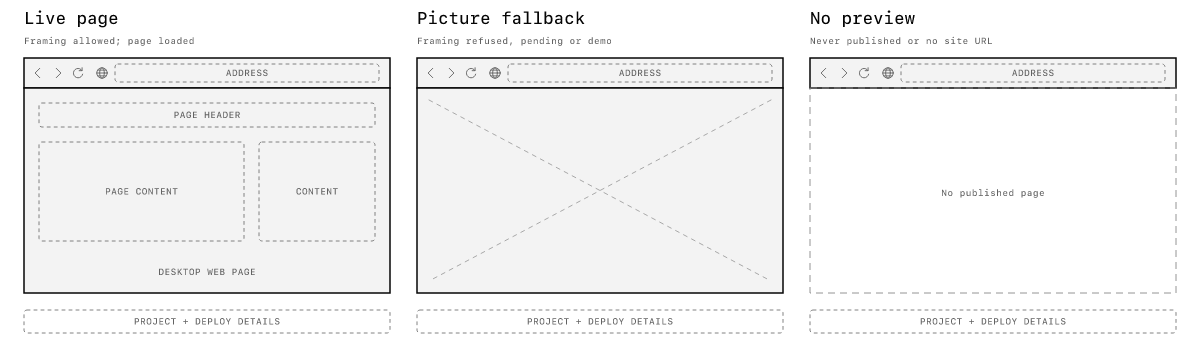 Live page
Framing allowed; page loaded
ADDRESS
PAGE HEADER
PAGE CONTENT
CONTENT
DESKTOP WEB PAGE
PROJECT + DEPLOY DETAILS
Picture fallback
Framing refused, pending or demo
ADDRESS
PROJECT + DEPLOY DETAILS
No preview
Never published or no site URL
ADDRESS
No published page
PROJECT + DEPLOY DETAILS